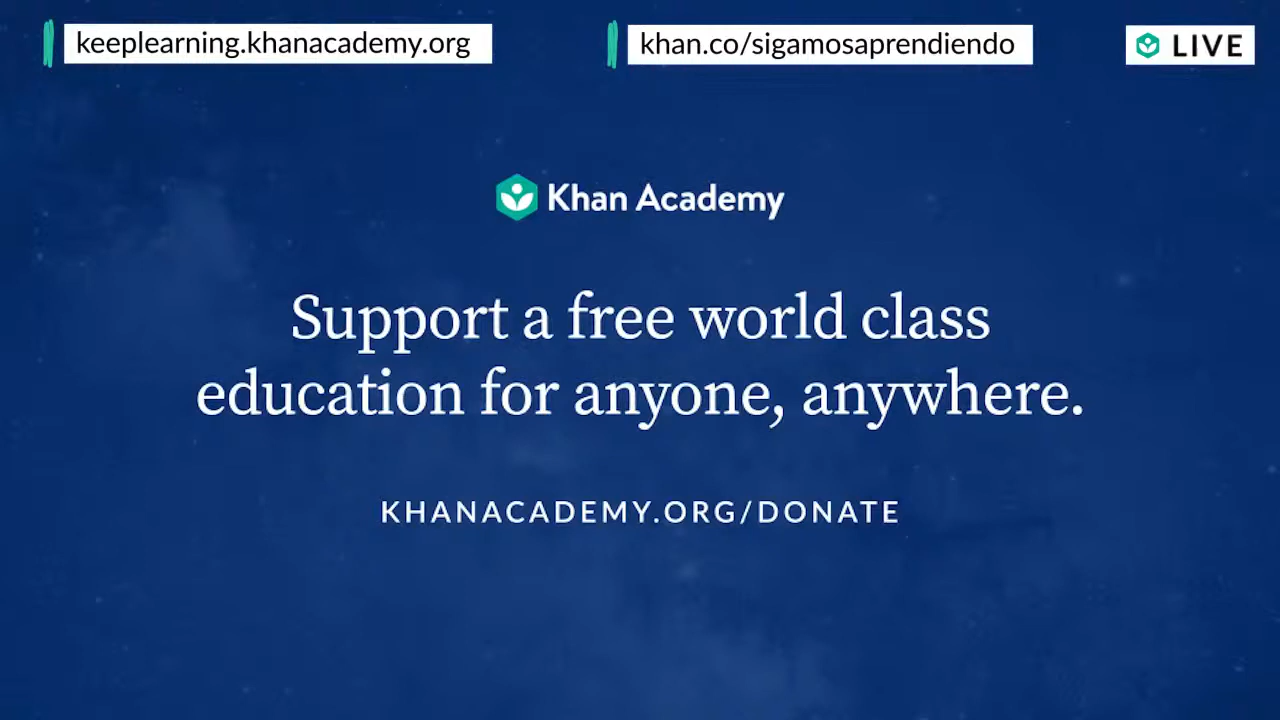 keeplearning.khanacademy.org
khan.co/sigamosaprendiendo
LIVE
Khan Academy
Support a free world class
education for anyone, anywhere.
KHANACADEMY.ORG/DONATE